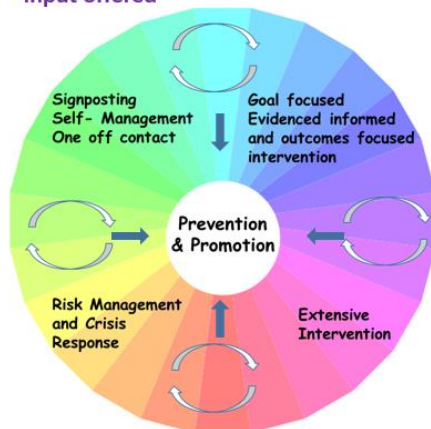 Input offered
Signposting
Self- Management
One off contact
Goal focused
Evidenced informed
and outcomes focused
intervention
Prevention
& Promotion
Risk Management
and Crisis
Response
Extensive
Intervention